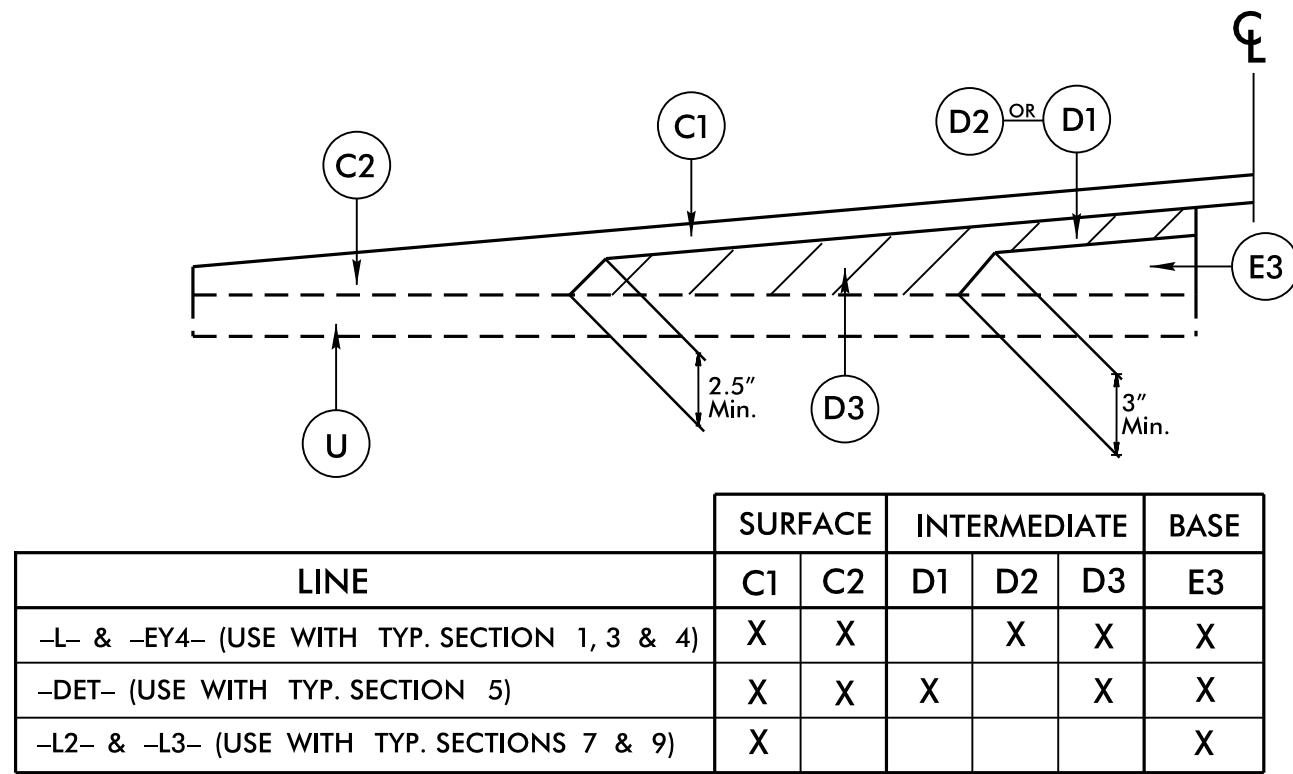 ℄
C2
C1
D2 OR D1
E3
U
D3
2.5"
Min.
3"
Min.
SURFACE INTERMEDIATE BASE
LINE C1 C2 D1 D2 D3 E3
–L– & –EY4– (USE WITH TYP. SECTION 1, 3 & 4) X X X X X
–DET– (USE WITH TYP. SECTION 5) X X X X X
–L2– & –L3– (USE WITH TYP. SECTIONS 7 & 9) X X